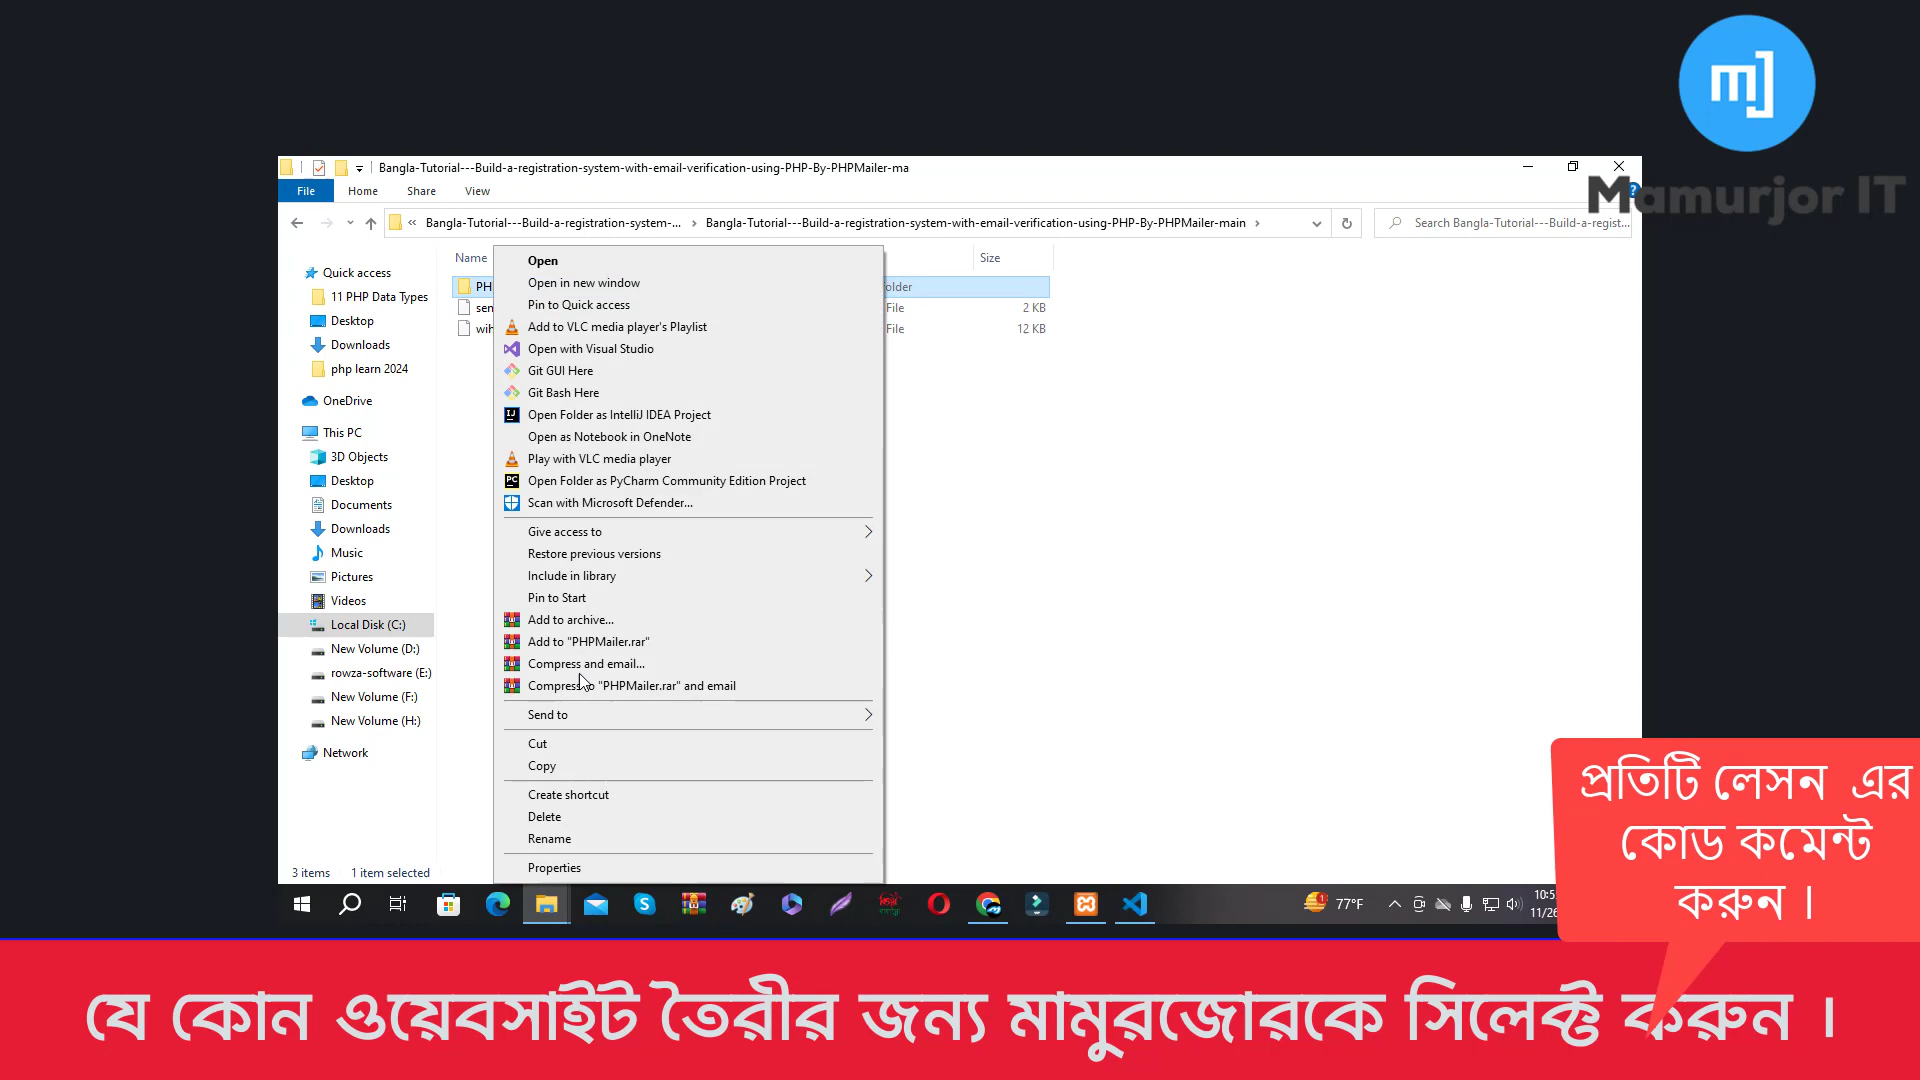 mJ
Mamurjor IT
Bangla-Tutorial---Build-a-registration-system-with-email-verification-using-PHP-By-PHPMailer-ma
File Home Share View
« Bangla-Tutorial---Build-a-registration-system-... › Bangla-Tutorial---Build-a-registration-system-with-email-verification-using-PHP-By-PHPMailer-main › Search Bangla-Tutorial---Build-a-regist...
Name Size
Quick access
11 PHP Data Types
Desktop
Downloads
php learn 2024
OneDrive
This PC
3D Objects
Desktop
Documents
Downloads
Music
Pictures
Videos
Local Disk (C:)
New Volume (D:)
rowza-software (E:)
New Volume (F:)
New Volume (H:)
Network
PH older
sen File 2 KB
wih File 12 KB
Open
Open in new window
Pin to Quick access
Add to VLC media player's Playlist
Open with Visual Studio
Git GUI Here
Git Bash Here
Open Folder as IntelliJ IDEA Project
Open as Notebook in OneNote
Play with VLC media player
Open Folder as PyCharm Community Edition Project
Scan with Microsoft Defender...
Give access to
Restore previous versions
Include in library
Pin to Start
Add to archive...
Add to "PHPMailer.rar"
Compress and email...
Compress to "PHPMailer.rar" and email
Send to
Cut
Copy
Create shortcut
Delete
Rename
Properties
3 items 1 item selected
77°F
10:5
11/26
প্রতিটি লেসন এর
কোড কমেন্ট
করুন ।
যে কোন ওয়েবসাইট তৈরীর জন্য মামুরজোরকে সিলেক্ট করুন ।